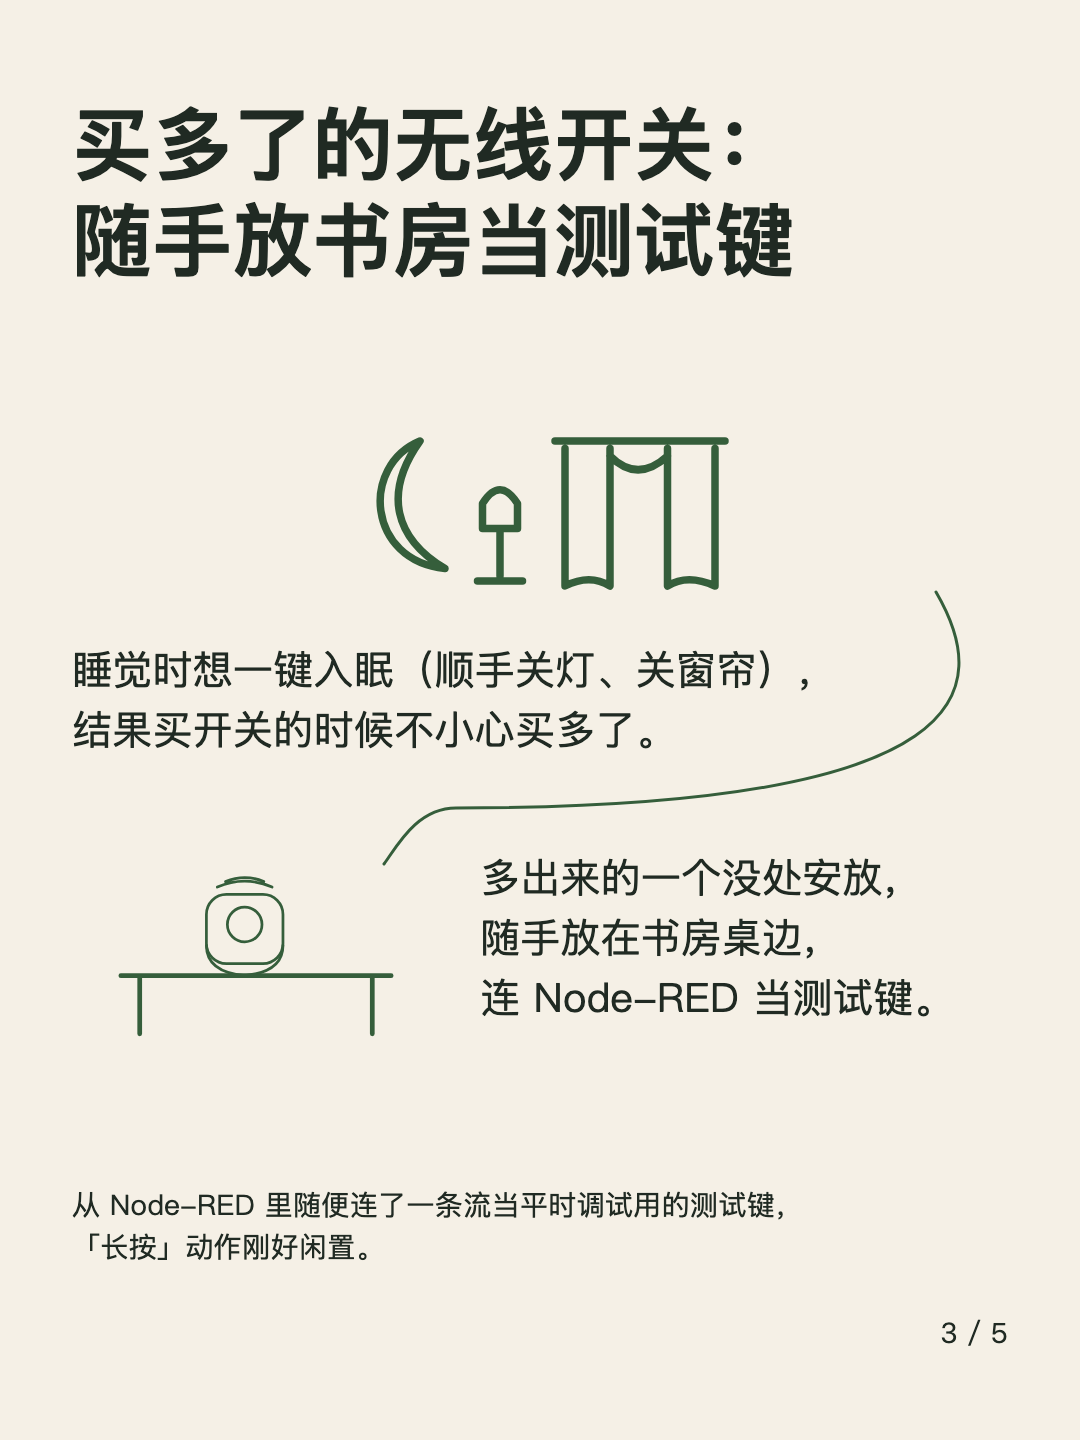 买多了的无线开关：
随手放书房当测试键
睡觉时想一键入眠（顺手关灯、关窗帘），
结果买开关的时候不小心买多了。
多出来的一个没处安放，
随手放在书房桌边，
连 Node-RED 当测试键。
从 Node-RED 里随便连了一条流当平时调试用的测试键，
「长按」动作刚好闲置。
3 / 5